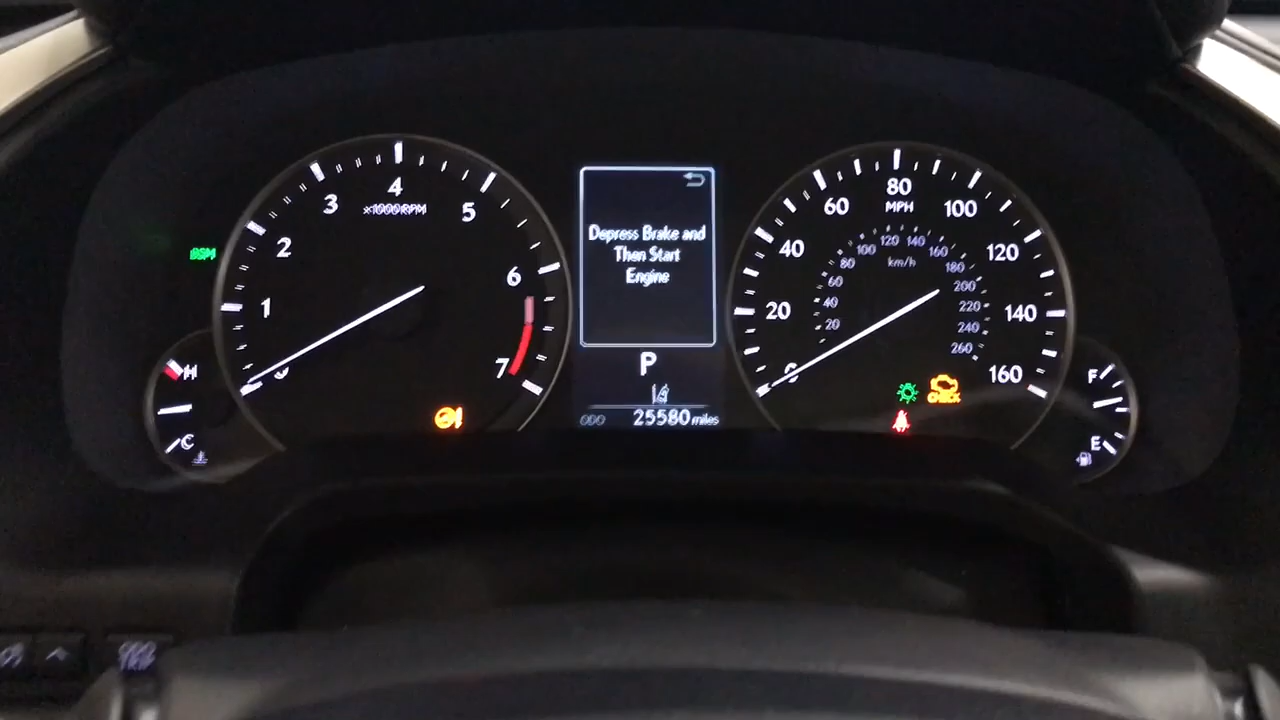 4
3
5
x1000RPM
2
BSM
6
1
H
7
0
C
Depress Brake and
Then Start
Engine
P
ODO 25580 miles
80
60
MPH
100
40
120
20
140
0
160
120
140
100
160
km/h
80
180
60
200
40
220
20
240
260
CHECK
F
E